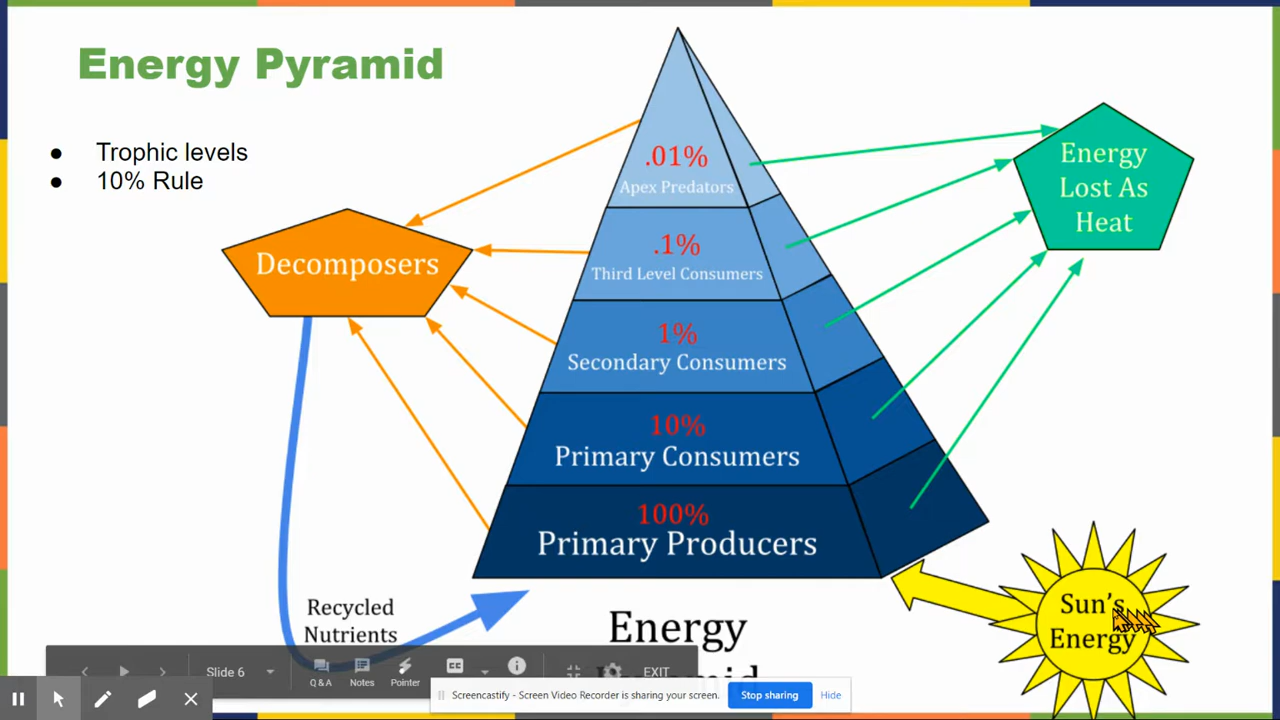 Energy Pyramid
● Trophic levels
● 10% Rule
.01%
Apex Predators
.1%
Third Level Consumers
1%
Secondary Consumers
10%
Primary Consumers
100%
Primary Producers
Decomposers
Energy
Lost As
Heat
Recycled
Nutrients
Sun's
Energy
Energy
Pyramid
Slide 6
Q & A
Notes
Pointer
CC
EXIT
Screencastify - Screen Video Recorder is sharing your screen.
Stop sharing
Hide